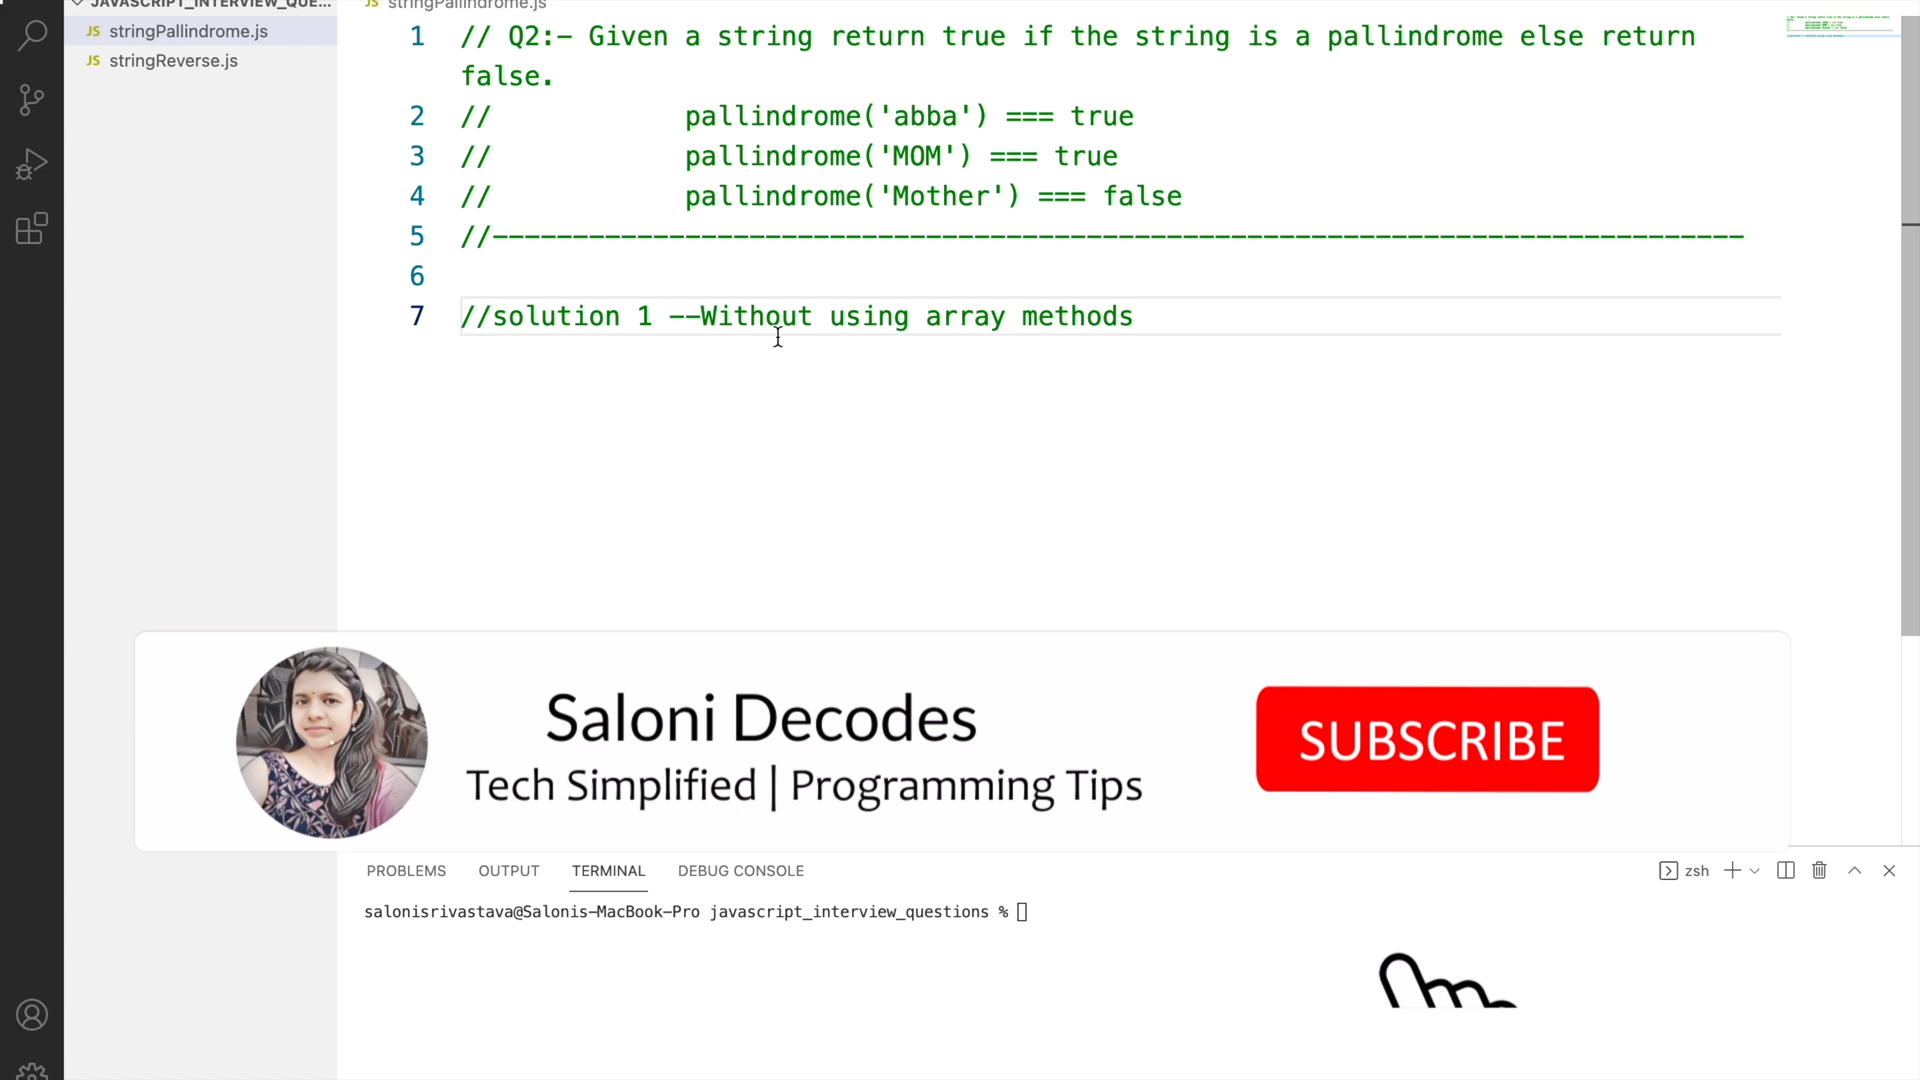 JAVASCRIPT_INTERVIEW_QUE...
JS stringPallindrome.js
JS stringReverse.js
JS stringPallindrome.js
1 // Q2:- Given a string return true if the string is a pallindrome else return
false.
2 // pallindrome('abba') === true
3 // pallindrome('MOM') === true
4 // pallindrome('Mother') === false
5 //------------------------------------------------------------------------------
6
7 //solution 1 --Without using array methods
Saloni Decodes
Tech Simplified | Programming Tips
SUBSCRIBE
PROBLEMS OUTPUT TERMINAL DEBUG CONSOLE
zsh
salonisrivastava@Salonis-MacBook-Pro javascript_interview_questions %